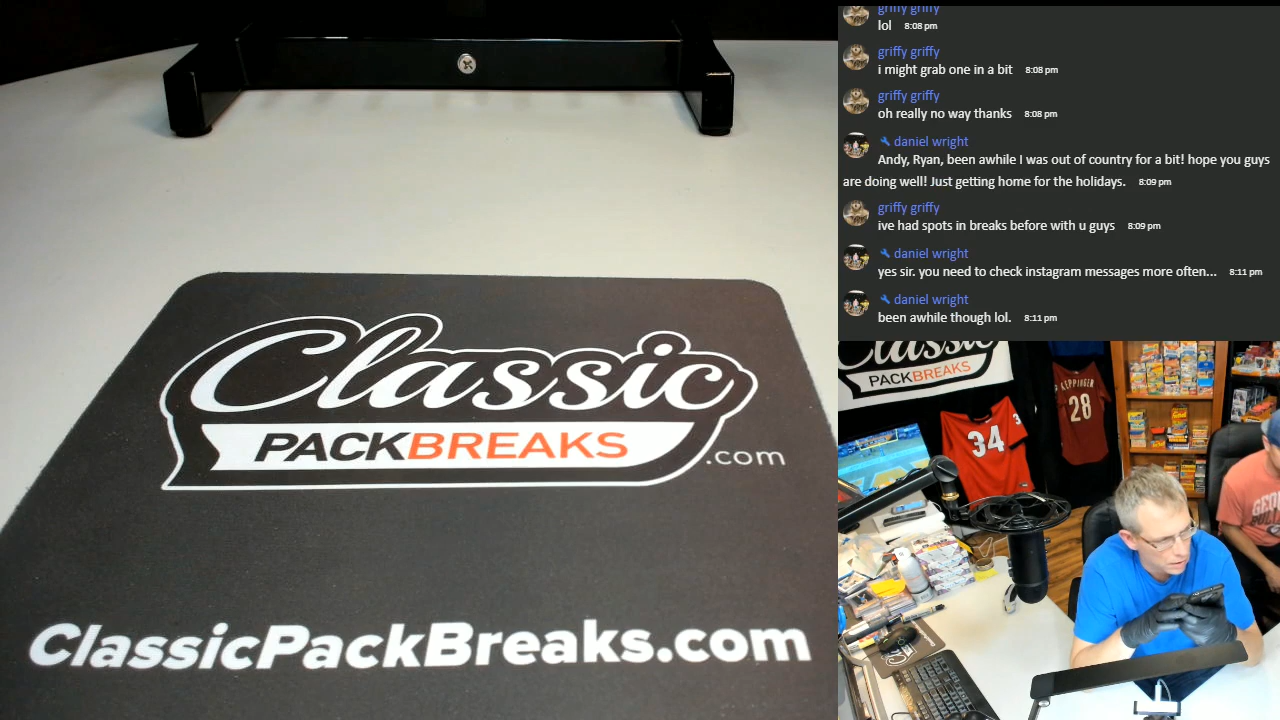 griffy griffy
lol 8:08 pm
griffy griffy
i might grab one in a bit 8:08 pm
griffy griffy
oh really no way thanks 8:08 pm
daniel wright
Andy, Ryan, been awhile I was out of country for a bit! hope you guys
are doing well! Just getting home for the holidays. 8:09 pm
griffy griffy
ive had spots in breaks before with u guys 8:09 pm
daniel wright
yes sir. you need to check instagram messages more often... 8:11 pm
daniel wright
been awhile though lol. 8:11 pm
Classic
PACKBREAKS
.com
ClassicPackBreaks.com
Classic
PACKBREAKS
LEPPINGER
28
34
3